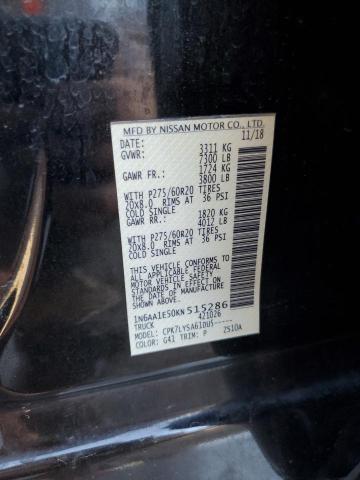 MFD BY NISSAN MOTOR CO., LTD.
DATE: 11/18
GVWR: 3311 KG
7300 LB
GAWR FR.: 1724 KG
3800 LB
WITH P275/60R20 TIRES
20X8.0 RIMS AT 36 PSI
COLD SINGLE
GAWR RR.: 1820 KG
4012 LB
WITH P275/60R20 TIRES
20X8.0 RIMS AT 36 PSI
COLD SINGLE
THIS VEHICLE CONFORMS TO
ALL APPLICABLE FEDERAL
MOTOR VEHICLE SAFETY
STANDARDS IN EFFECT ON THE
DATE OF MANUFACTURE SHOWN ABOVE.
1N6AA1E50KN515286
TRUCK 421026
MODEL: CPK7LYSA61DUS-----
COLOR: G41 TRIM: P ZS10A